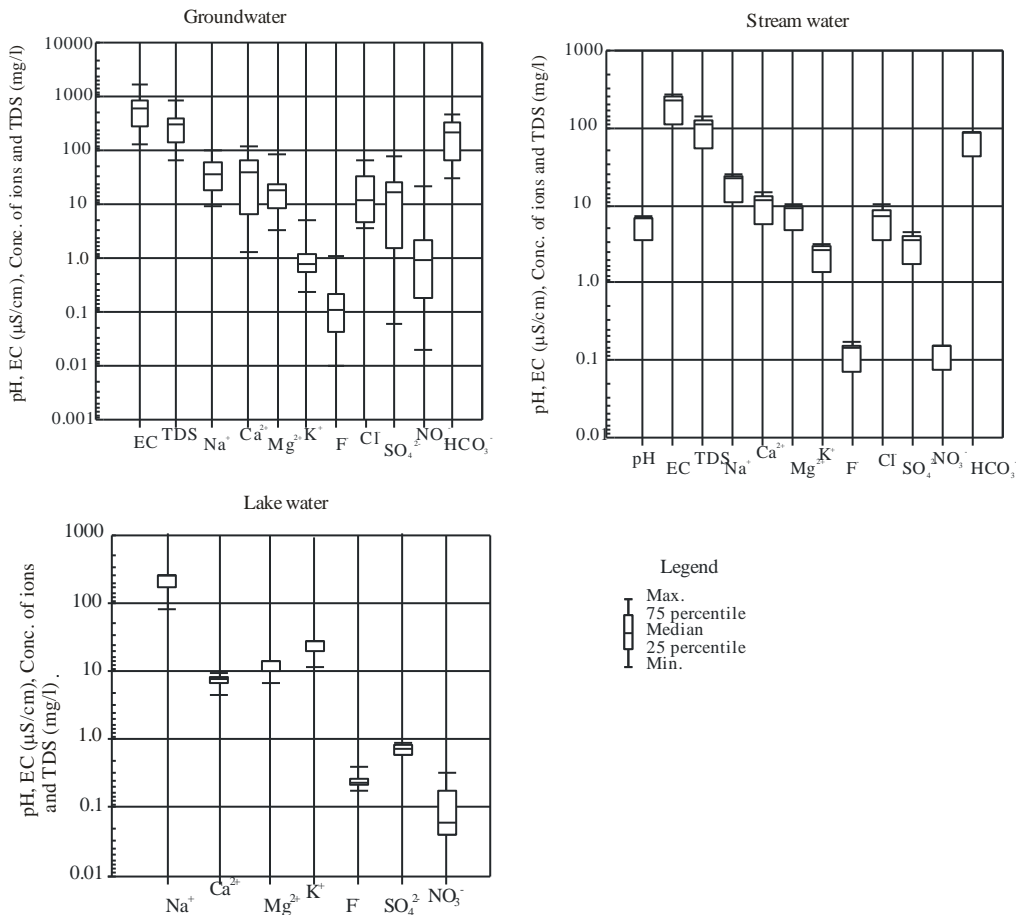 Groundwater
10000
1000
100
10
1.0
0.1
0.01
0.001
pH, EC (μS/cm), Conc. of ions and TDS (mg/l)
EC TDS Na⁺ Ca²⁺ Mg²⁺ K⁺ F⁻ Cl⁻ SO₄²⁻ NO₃⁻ HCO₃⁻
Stream water
1000
100
10
1.0
0.1
0.01
pH, EC (μS/cm), Conc. of ions and TDS (mg/l)
pH EC TDS Na⁺ Ca²⁺ Mg²⁺ K⁺ F⁻ Cl⁻ SO₄²⁻ NO₃⁻ HCO₃⁻
Lake water
1000
100
10
1.0
0.1
0.01
pH, EC (μS/cm), Conc. of ions
and TDS (mg/l).
Na⁺ Ca²⁺ Mg²⁺ K⁺ F⁻ SO₄²⁻ NO₃⁻
Legend
Max.
75 percentile
Median
25 percentile
Min.